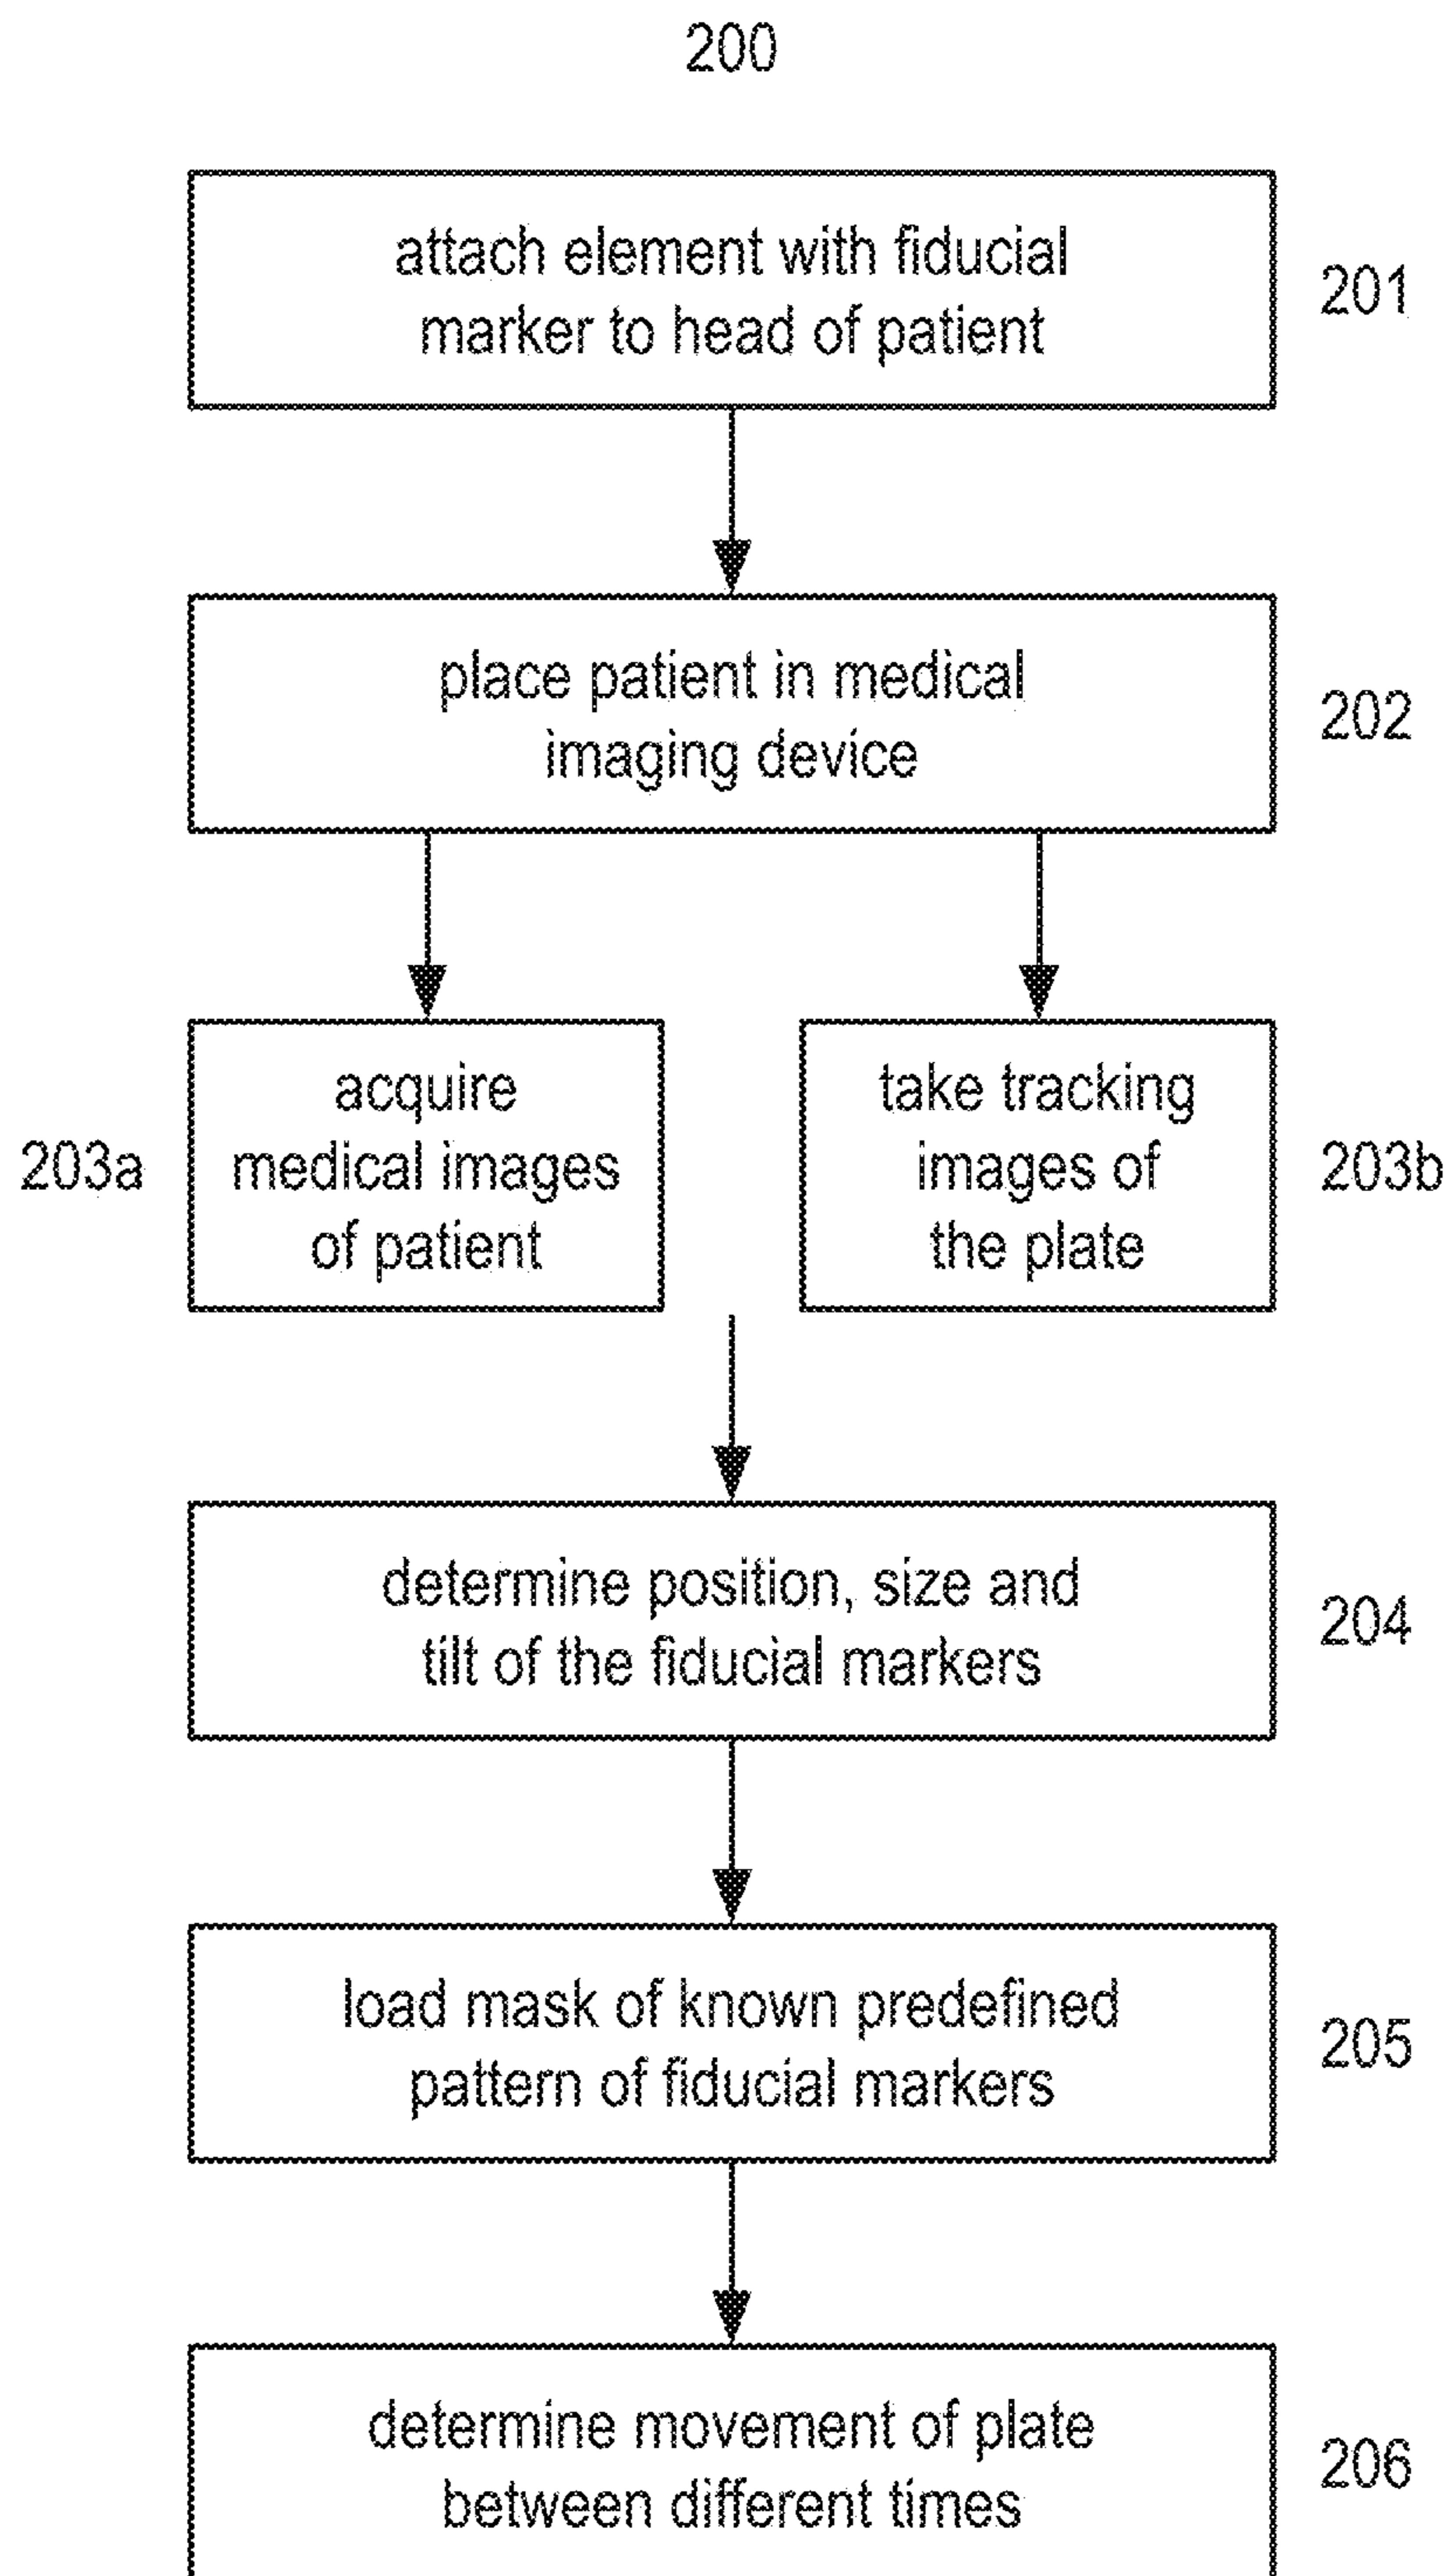 200
attach element with fiducial
marker to head of patient
201
place patient in medical
imaging device
202
203a
acquire
medical images
of patient
take tracking
images of
the plate
203b
determine position, size and
tilt of the fiducial markers
204
load mask of known predefined
pattern of fiducial markers
205
determine movement of plate
between different times
206